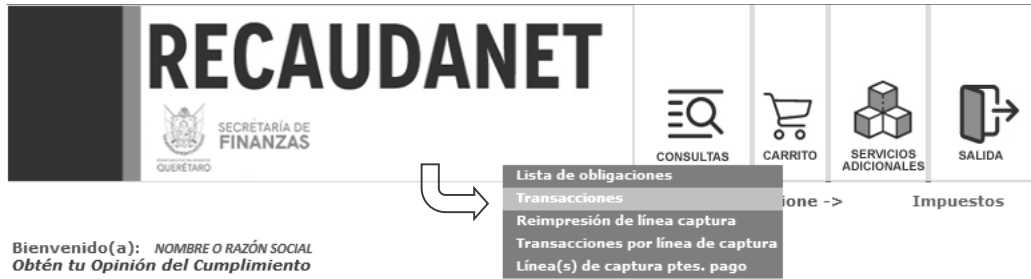 RECAUDANET
SECRETARÍA DE
FINANZAS
QUERÉTARO
CONSULTAS
CARRITO
SERVICIOS
ADICIONALES
SALIDA
Lista de obligaciones
Transacciones
Reimpresión de línea captura
Transacciones por línea de captura
Línea(s) de captura ptes. pago
ione -> Impuestos
Bienvenido(a): NOMBRE O RAZÓN SOCIAL
Obtén tu Opinión del Cumplimiento